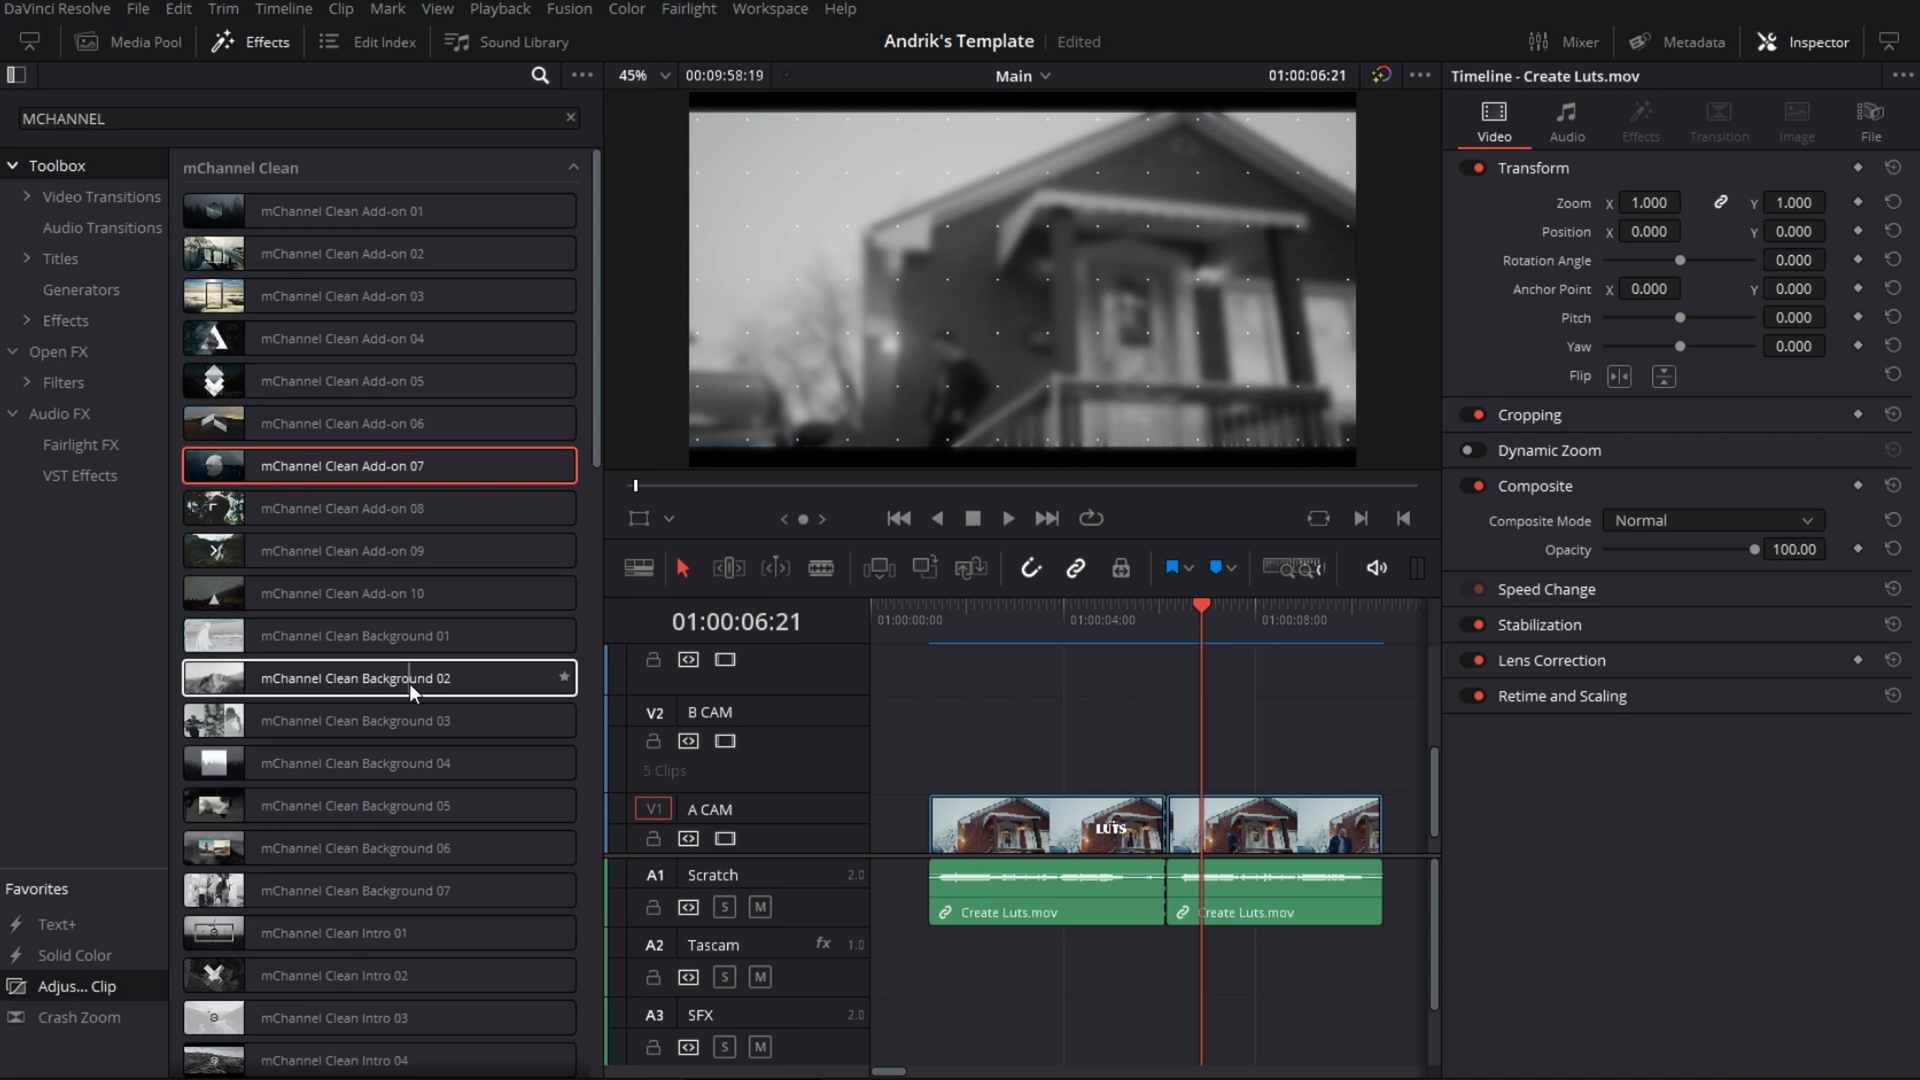 DaVinci Resolve File Edit Trim Timeline Clip Mark View Playback Fusion Color Fairlight Workspace Help
Media Pool Effects Edit Index Sound Library Andrik's Template Edited Mixer Metadata Inspector
45% 00:09:58:19 Main 01:00:06:21 Timeline - Create Luts.mov
MCHANNEL
Video Audio Effects Transition Image File
Toolbox
Video Transitions
Audio Transitions
Titles
Generators
Effects
Open FX
Filters
Audio FX
Fairlight FX
VST Effects
Favorites
Text+
Solid Color
Adjus... Clip
Crash Zoom
mChannel Clean
mChannel Clean Add-on 01
mChannel Clean Add-on 02
mChannel Clean Add-on 03
mChannel Clean Add-on 04
mChannel Clean Add-on 05
mChannel Clean Add-on 06
mChannel Clean Add-on 07
mChannel Clean Add-on 08
mChannel Clean Add-on 09
mChannel Clean Add-on 10
mChannel Clean Background 01
mChannel Clean Background 02
mChannel Clean Background 03
mChannel Clean Background 04
mChannel Clean Background 05
mChannel Clean Background 06
mChannel Clean Background 07
mChannel Clean Intro 01
mChannel Clean Intro 02
mChannel Clean Intro 03
mChannel Clean Intro 04
01:00:06:21 01:00:00:00 01:00:04:00 01:00:08:00
V2 B CAM
5 Clips
V1 A CAM
LUTS
A1 Scratch 2.0
S M
Create Luts.mov Create Luts.mov
A2 Tascam fx 1.0
S M
A3 SFX 2.0
S M
Transform
Zoom X 1.000 Y 1.000
Position X 0.000 Y 0.000
Rotation Angle 0.000
Anchor Point X 0.000 Y 0.000
Pitch 0.000
Yaw 0.000
Flip
Cropping
Dynamic Zoom
Composite
Composite Mode Normal
Opacity 100.00
Speed Change
Stabilization
Lens Correction
Retime and Scaling